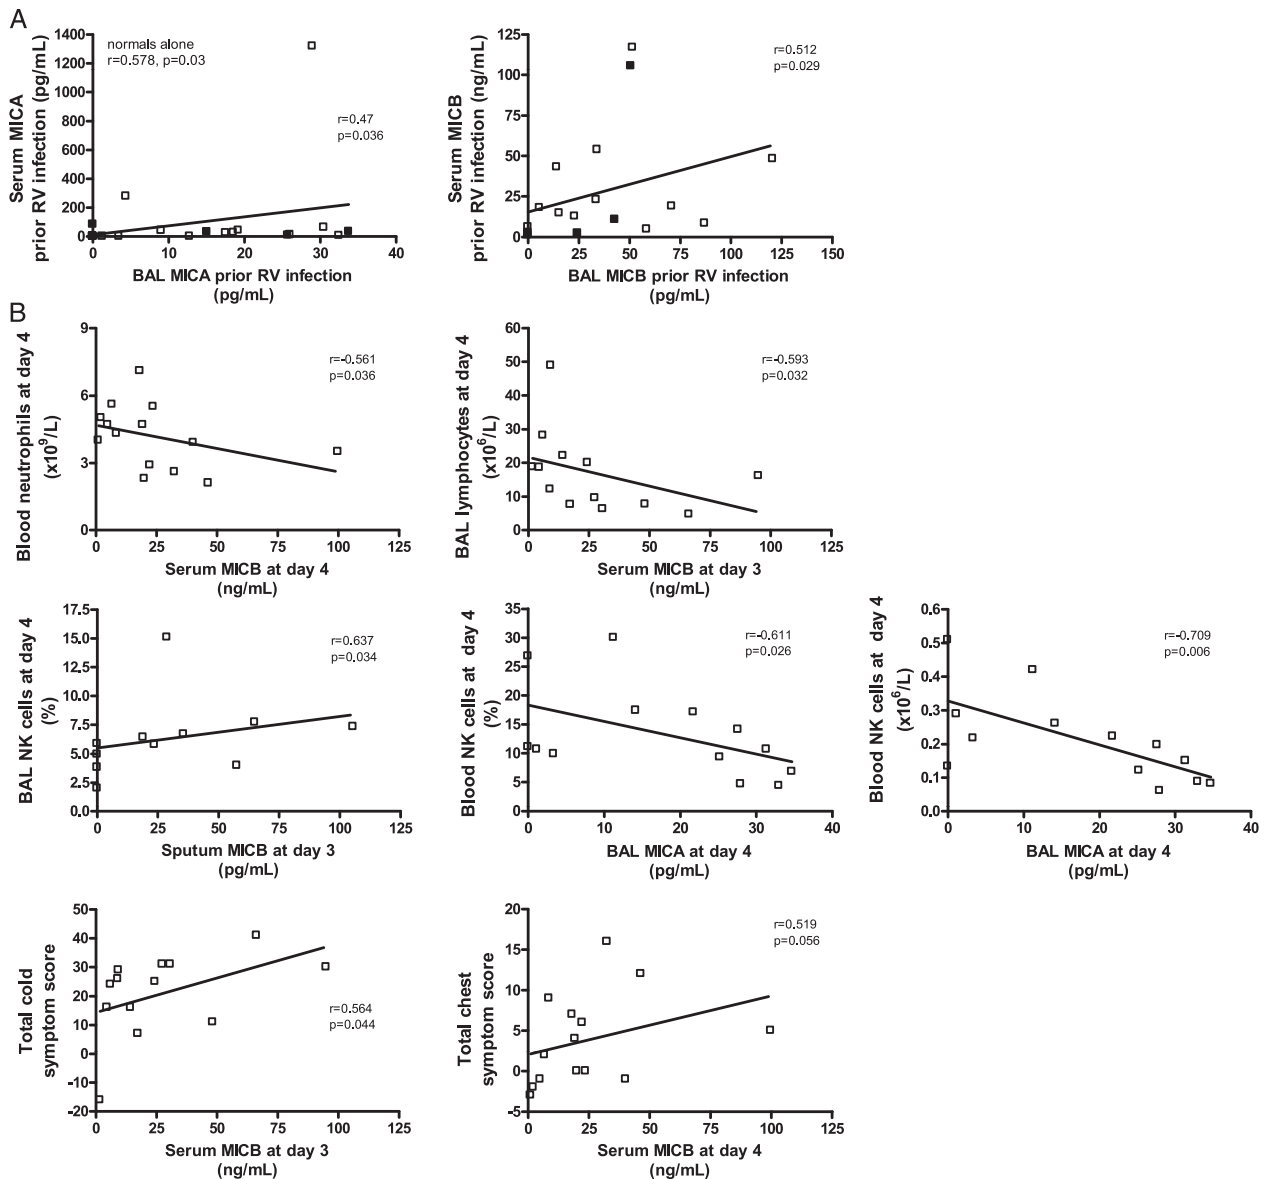 A
Serum MICA
prior RV infection (pg/mL)
1400
1200
1000
800
600
400
200
0
normals alone
r=0.578, p=0.03
r=0.47
p=0.036
0
10
20
30
40
BAL MICA prior RV infection
(pg/mL)
Serum MICB
prior RV infection (ng/mL)
125
100
75
50
25
0
r=0.512
p=0.029
0
25
50
75
100
125
150
BAL MICB prior RV infection
(pg/mL)
B
Blood neutrophils at day 4
(x10⁹/L)
9
6
3
0
r=-0.561
p=0.036
0
25
50
75
100
125
Serum MICB at day 4
(ng/mL)
BAL lymphocytes at day 4
(x10⁶/L)
60
50
40
30
20
10
0
r=-0.593
p=0.032
0
25
50
75
100
125
Serum MICB at day 3
(ng/mL)
BAL NK cells at day 4
(%)
17.5
15.0
12.5
10.0
7.5
5.0
2.5
0.0
r=0.637
p=0.034
0
25
50
75
100
125
Sputum MICB at day 3
(pg/mL)
Blood NK cells at day 4
(%)
35
30
25
20
15
10
5
0
r=-0.611
p=0.026
0
10
20
30
40
BAL MICA at day 4
(pg/mL)
Blood NK cells at day 4
(x10⁶/L)
0.6
0.5
0.4
0.3
0.2
0.1
0.0
r=-0.709
p=0.006
0
10
20
30
40
BAL MICA at day 4
(pg/mL)
Total cold
symptom score
50
40
30
20
10
0
-10
-20
r=0.564
p=0.044
0
25
50
75
100
125
Serum MICB at day 3
(ng/mL)
Total chest
symptom score
20
15
10
5
0
-5
r=0.519
p=0.056
0
25
50
75
100
125
Serum MICB at day 4
(ng/mL)